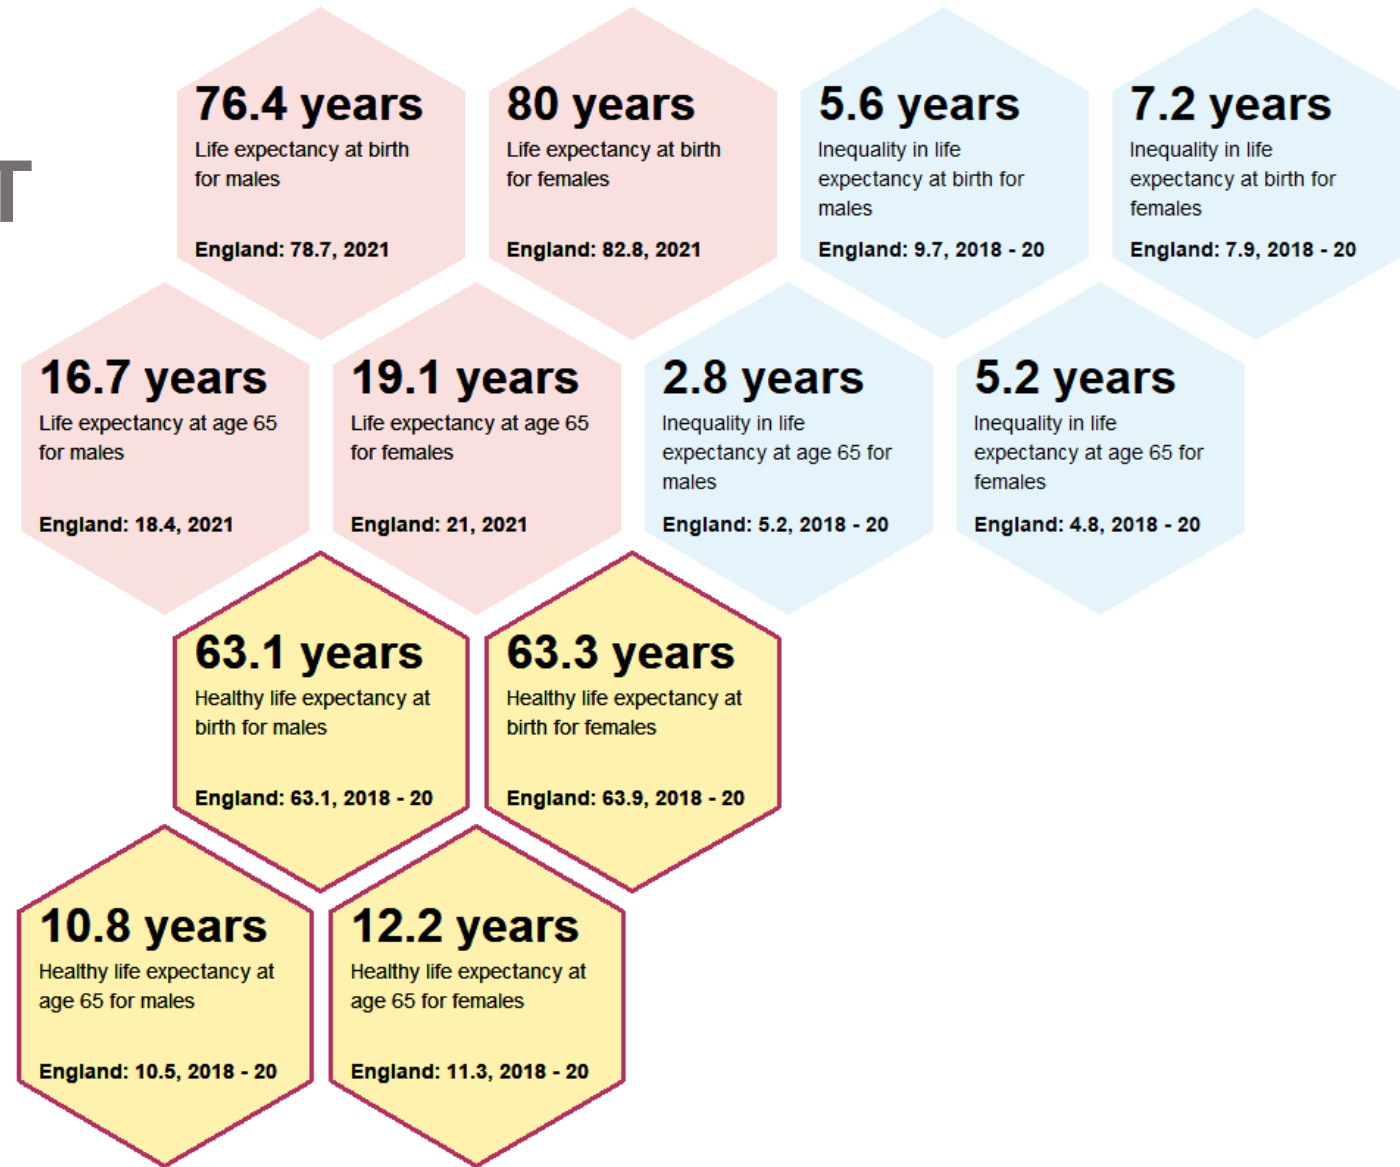 T
76.4 years
Life expectancy at birth
for males
England: 78.7, 2021
80 years
Life expectancy at birth
for females
England: 82.8, 2021
5.6 years
Inequality in life
expectancy at birth for
males
England: 9.7, 2018 - 20
7.2 years
Inequality in life
expectancy at birth for
females
England: 7.9, 2018 - 20
16.7 years
Life expectancy at age 65
for males
England: 18.4, 2021
19.1 years
Life expectancy at age 65
for females
England: 21, 2021
2.8 years
Inequality in life
expectancy at age 65 for
males
England: 5.2, 2018 - 20
5.2 years
Inequality in life
expectancy at age 65 for
females
England: 4.8, 2018 - 20
63.1 years
Healthy life expectancy at
birth for males
England: 63.1, 2018 - 20
63.3 years
Healthy life expectancy at
birth for females
England: 63.9, 2018 - 20
10.8 years
Healthy life expectancy at
age 65 for males
England: 10.5, 2018 - 20
12.2 years
Healthy life expectancy at
age 65 for females
England: 11.3, 2018 - 20